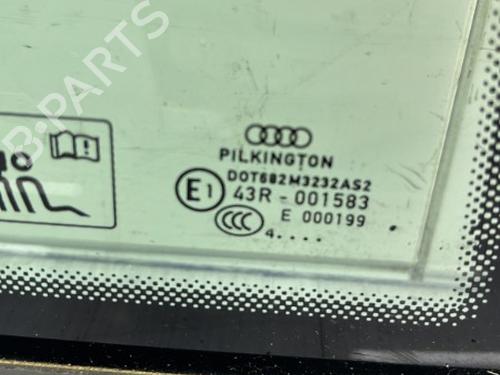 PILKINGTON
DOT682M3232AS2
E1 43R - 001583
CCC E 000199
4....
B-PARTS